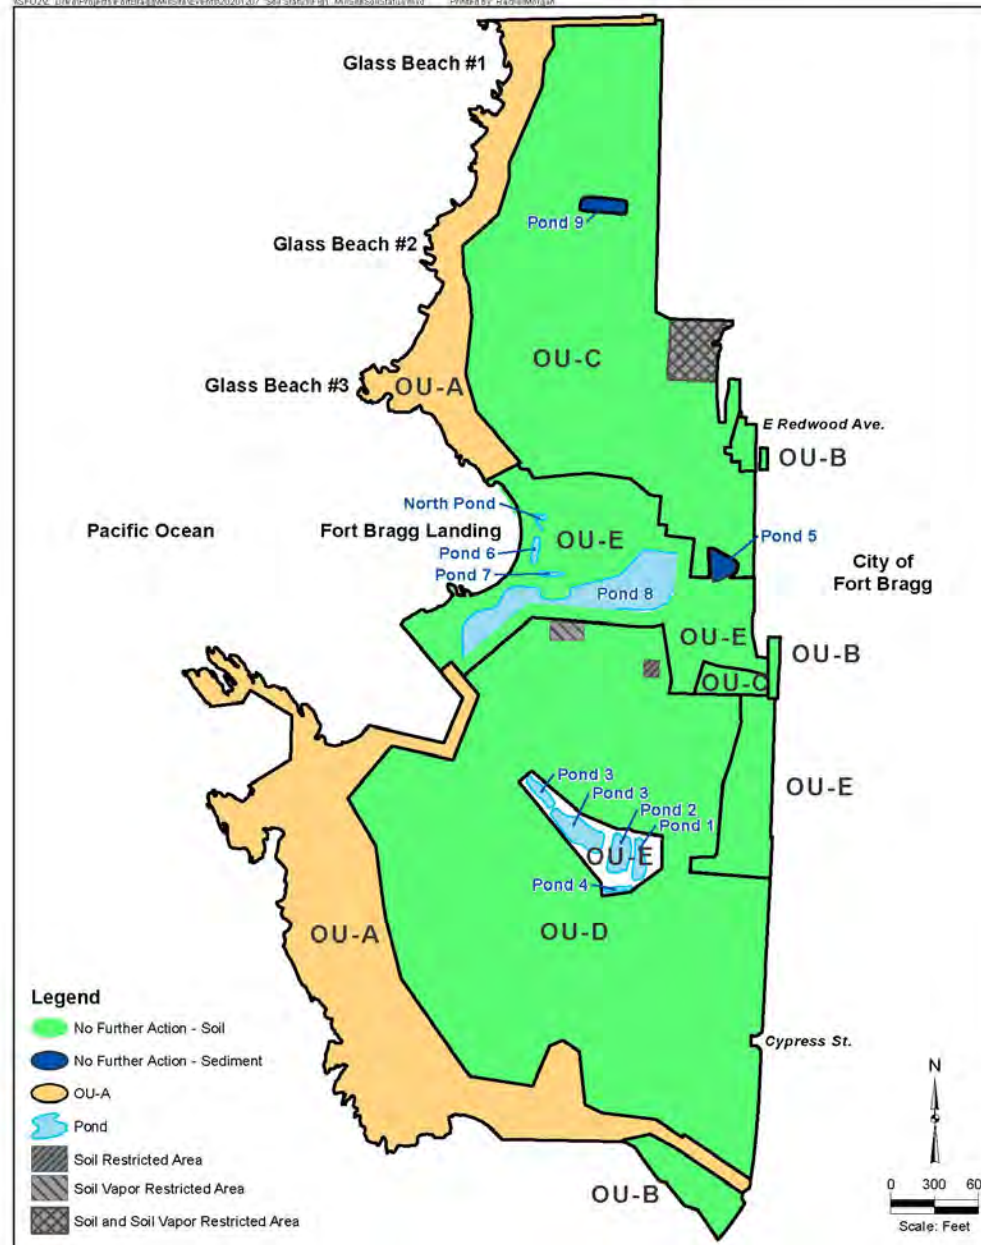 Glass Beach #1
Pond 9
Glass Beach #2
OU-C
Glass Beach #3
OU-A
E Redwood Ave.
OU-B
North Pond
Pacific Ocean
Fort Bragg Landing
OU-E
Pond 5
Pond 6
City of
Fort Bragg
Pond 7
Pond 8
OU-E
OU-B
OU-C
Pond 3
Pond 3
OU-E
Pond 2
Pond 1
OU-E
Pond 4
OU-A
OU-D
Legend
No Further Action - Soil
No Further Action - Sediment
OU-A
Pond
Soil Restricted Area
Soil Vapor Restricted Area
Soil and Soil Vapor Restricted Area
Cypress St.
N
OU-B
0 300
Scale: Feet